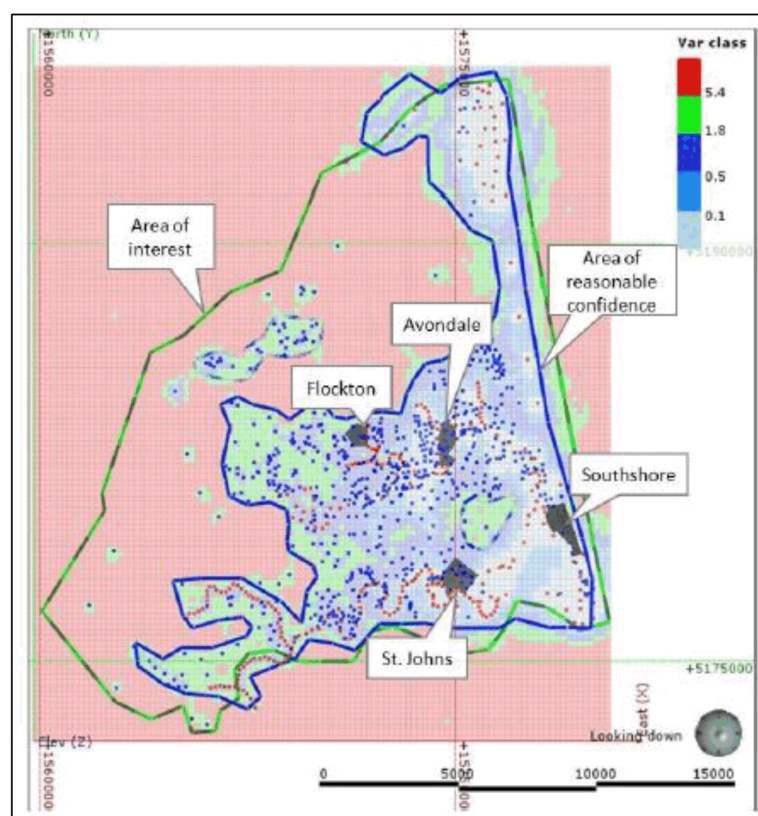 North (Y)
+1560000
+1575000
Var class
5.4
1.8
0.5
0.1
+5190000
Area of
interest
Area of
reasonable
confidence
Avondale
Flockton
Southshore
St. Johns
+5175000
East (X)
Elev (Z)
Looking down
+1560000
+1575000
0
5000
10000
15000